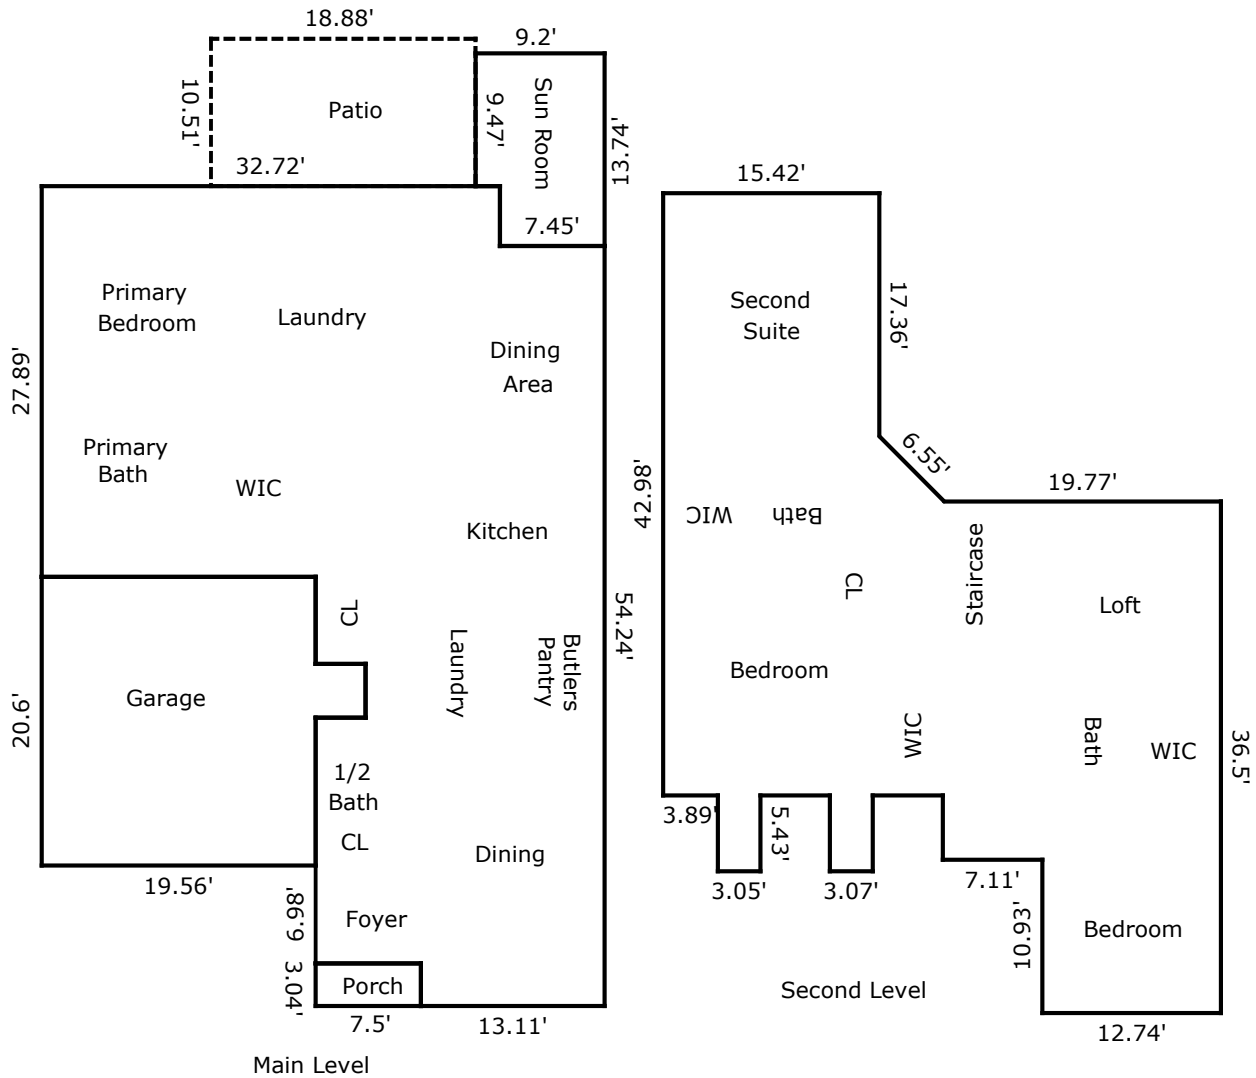 18.88'
9.2'
10.51'
Patio
9.47'
Sun Room
13.74'
32.72'
7.45'
15.42'
Primary
Bedroom
Laundry
Dining
Area
27.89'
Primary
Bath
WIC
Kitchen
CL
Laundry
Butlers
Pantry
54.24'
Garage
20.6'
1/2
Bath
CL
Dining
19.56'
6.98'
Foyer
3.04'
Porch
7.5'
13.11'
Main Level
Second
Suite
17.36'
6.55'
19.77'
42.98'
WIC
Bath
CL
Staircase
Loft
Bedroom
WIC
Bath
WIC
36.5'
3.89'
5.43'
3.05'
3.07'
7.11'
10.93'
Bedroom
Second Level
12.74'